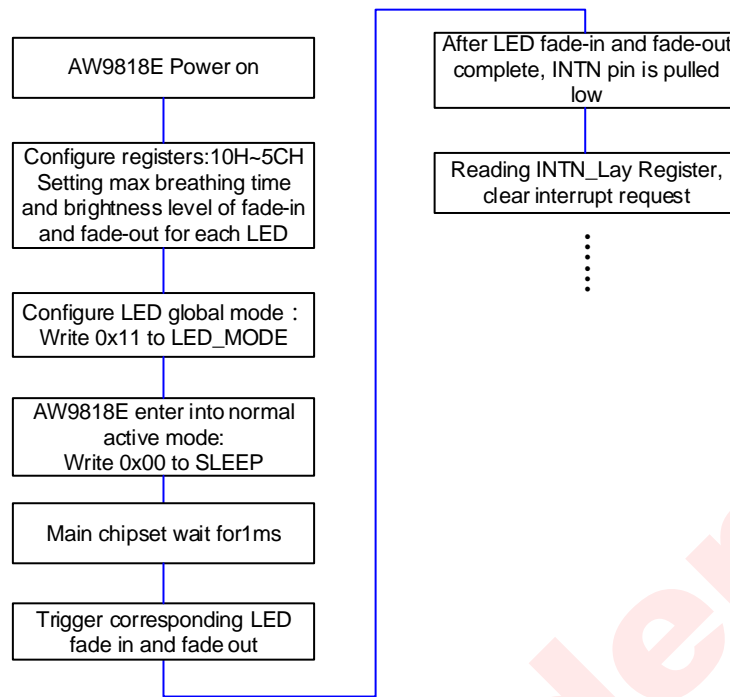 AW9818E Power on
Configure registers:10H~5CH
Setting max breathing time
and brightness level of fade-in
and fade-out for each LED
Configure LED global mode：
Write 0x11 to LED_MODE
AW9818E enter into normal
active mode:
Write 0x00 to SLEEP
Main chipset wait for1ms
Trigger corresponding LED
fade in and fade out
After LED fade-in and fade-out
complete, INTN pin is pulled
low
Reading INTN_Lay Register,
clear interrupt request